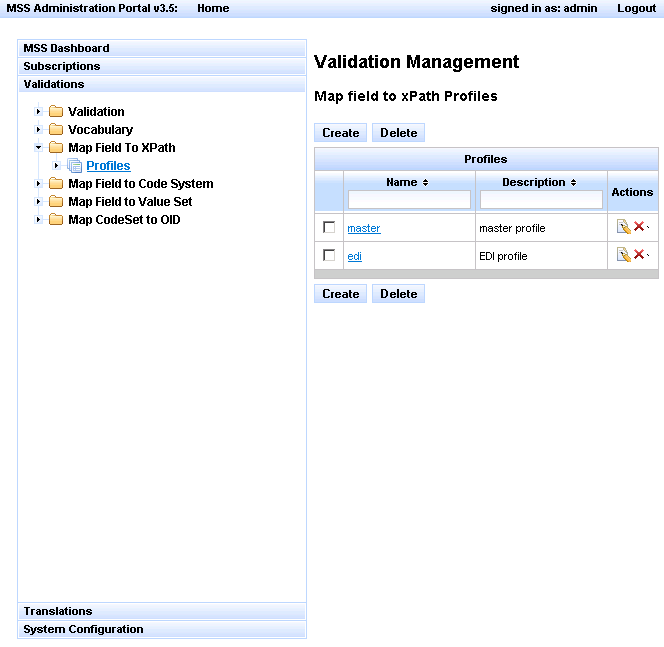 MSS Administration Portal v3.5: Home signed in as: admin Logout
MSS Dashboard
Subscriptions
Validations
Validation
Vocabulary
Map Field To XPath
Profiles
Map Field to Code System
Map Field to Value Set
Map CodeSet to OID
Translations
System Configuration
Validation Management
Map field to xPath Profiles
Create Delete
Profiles
Name Description Actions
master master profile
edi EDI profile
Create Delete